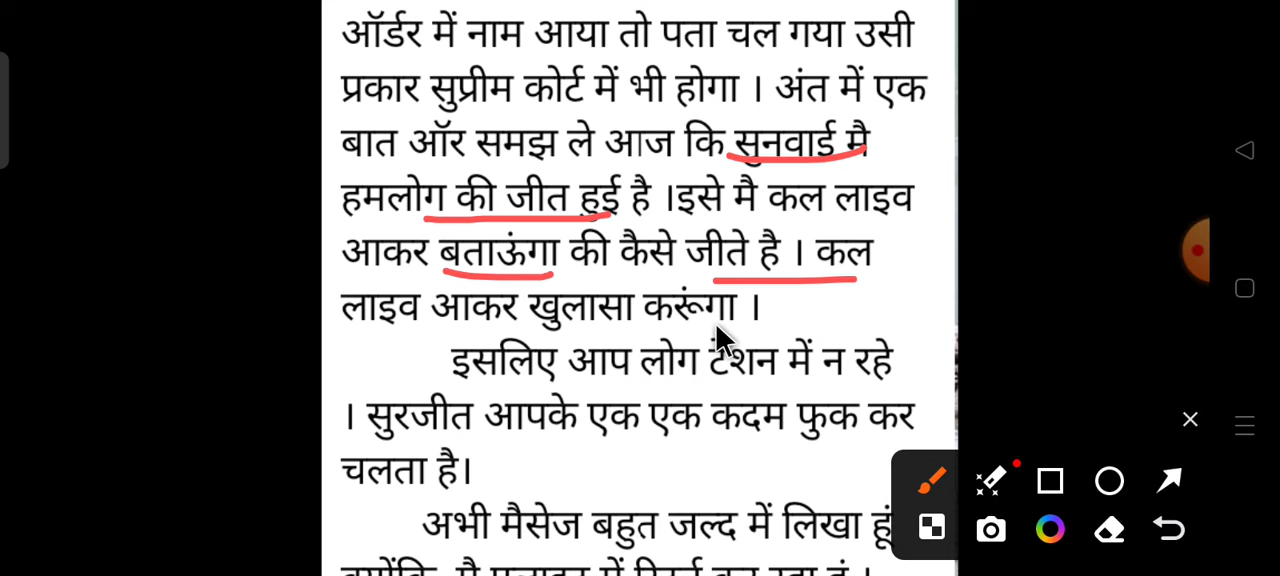 ऑर्डर में नाम आया तो पता चल गया उसी
प्रकार सुप्रीम कोर्ट में भी होगा । अंत में एक
बात ऑर समझ ले आज कि सुनवाई मै
हमलोग की जीत हुई है ।इसे मै कल लाइव
आकर बताऊंगा की कैसे जीते है । कल
लाइव आकर खुलासा करूंगा ।
इसलिए आप लोग टेंशन में न रहे
। सुरजीत आपके एक एक कदम फुक कर
चलता है।
अभी मैसेज बहुत जल्द में लिखा हूं